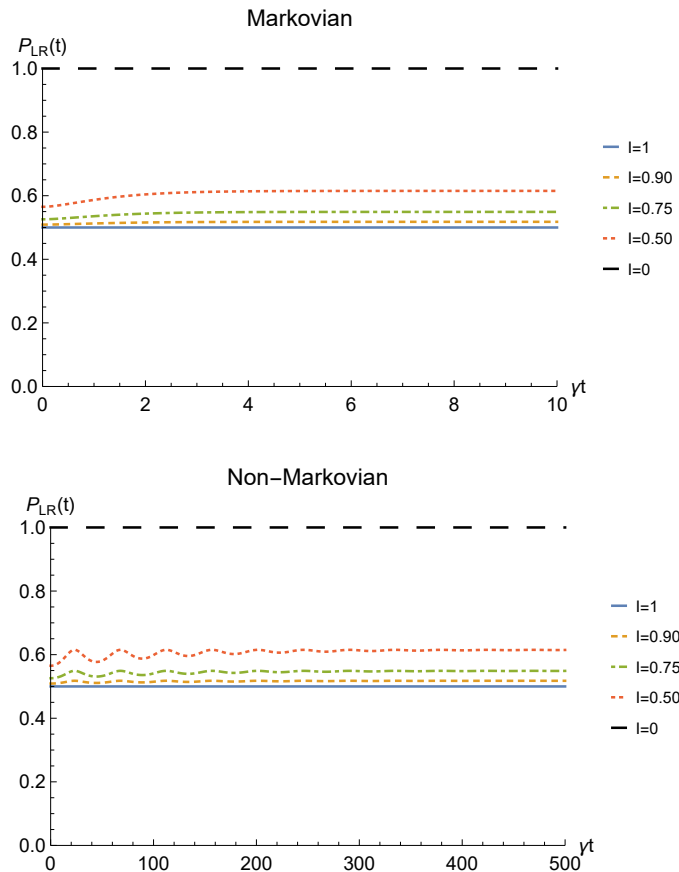 Markovian
P_LR(t)
1.0
0.8
0.6
0.4
0.2
0.0
0 2 4 6 8 10
γt
I=1
I=0.90
I=0.75
I=0.50
I=0
Non−Markovian
P_LR(t)
1.0
0.8
0.6
0.4
0.2
0.0
0 100 200 300 400 500
γt
I=1
I=0.90
I=0.75
I=0.50
I=0